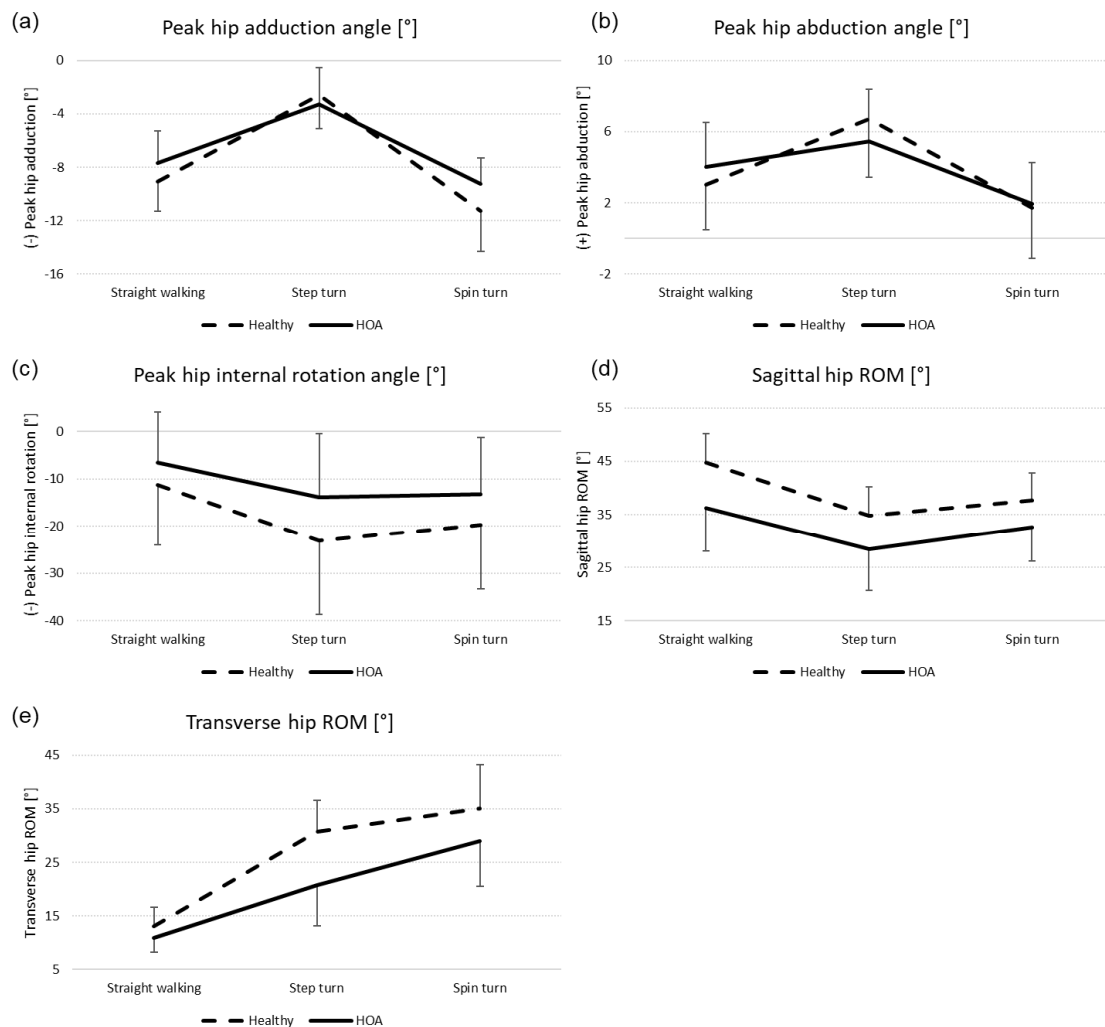 (a)
Peak hip adduction angle [°]
(-) Peak hip adduction [°]
0
-4
-8
-12
-16
Straight walking
Step turn
Spin turn
Healthy
HOA
(b)
Peak hip abduction angle [°]
(+) Peak hip abduction [°]
10
6
2
-2
Straight walking
Step turn
Spin turn
Healthy
HOA
(c)
Peak hip internal rotation angle [°]
(-) Peak hip internal rotation [°]
0
-10
-20
-30
-40
Straight walking
Step turn
Spin turn
Healthy
HOA
(d)
Sagittal hip ROM [°]
Sagittal hip ROM [°]
55
45
35
25
15
Straight walking
Step turn
Spin turn
Healthy
HOA
(e)
Transverse hip ROM [°]
Transverse hip ROM [°]
45
35
25
15
5
Straight walking
Step turn
Spin turn
Healthy
HOA